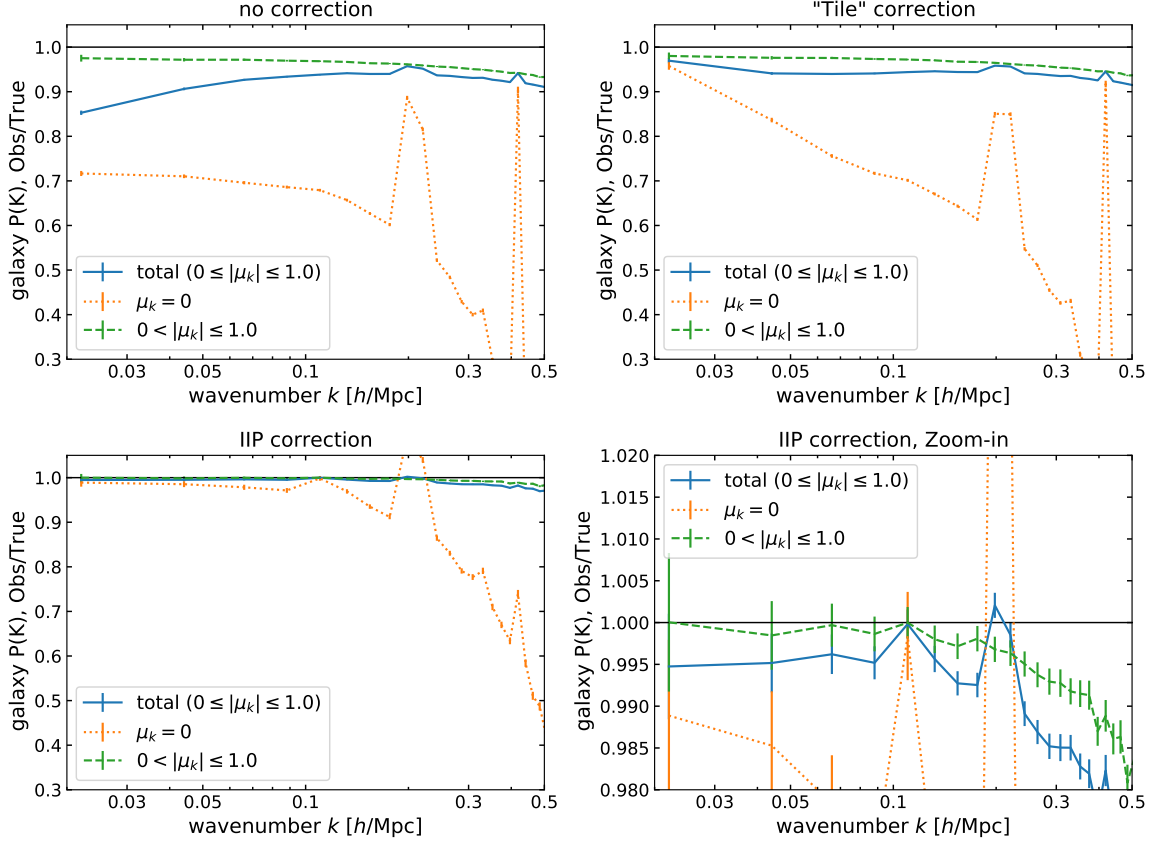 no correction
galaxy P(K), Obs/True
1.0
0.9
0.8
0.7
0.6
0.5
0.4
0.3
total (0 ≤ |μₖ| ≤ 1.0)
μₖ = 0
0 < |μₖ| ≤ 1.0
0.03 0.05 0.1 0.3 0.5
wavenumber k [h/Mpc]
"Tile" correction
galaxy P(K), Obs/True
1.0
0.9
0.8
0.7
0.6
0.5
0.4
0.3
total (0 ≤ |μₖ| ≤ 1.0)
μₖ = 0
0 < |μₖ| ≤ 1.0
0.03 0.05 0.1 0.3 0.5
wavenumber k [h/Mpc]
IIP correction
galaxy P(K), Obs/True
1.0
0.9
0.8
0.7
0.6
0.5
0.4
0.3
total (0 ≤ |μₖ| ≤ 1.0)
μₖ = 0
0 < |μₖ| ≤ 1.0
0.03 0.05 0.1 0.3 0.5
wavenumber k [h/Mpc]
IIP correction, Zoom-in
galaxy P(K), Obs/True
1.020
1.015
1.010
1.005
1.000
0.995
0.990
0.985
0.980
total (0 ≤ |μₖ| ≤ 1.0)
μₖ = 0
0 < |μₖ| ≤ 1.0
0.03 0.05 0.1 0.3 0.5
wavenumber k [h/Mpc]